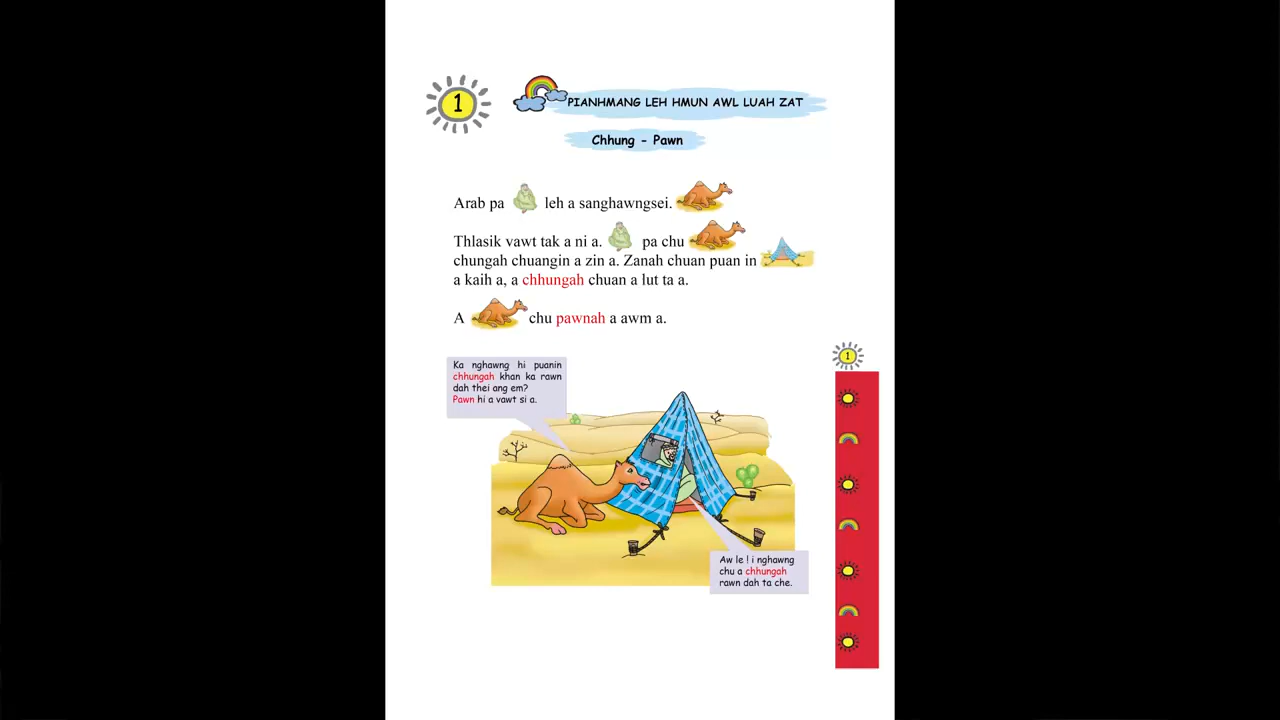 1
PIANHMANG LEH HMUN AWL LUAH ZAT
Chhung - Pawn
Arab pa leh a sanghawngsei.
Thlasik vawt tak a ni a. pa chu
chungah chuangin a zin a. Zanah chuan puan in
a kaih a, a chhungah chuan a lut ta a.
A chu pawnah a awm a.
Ka nghawng hi puanin
chhungah khan ka rawn
dah thei ang em?
Pawn hi a vawt si a.
Aw le ! i nghawng
chu a chhungah
rawn dah ta che.
1